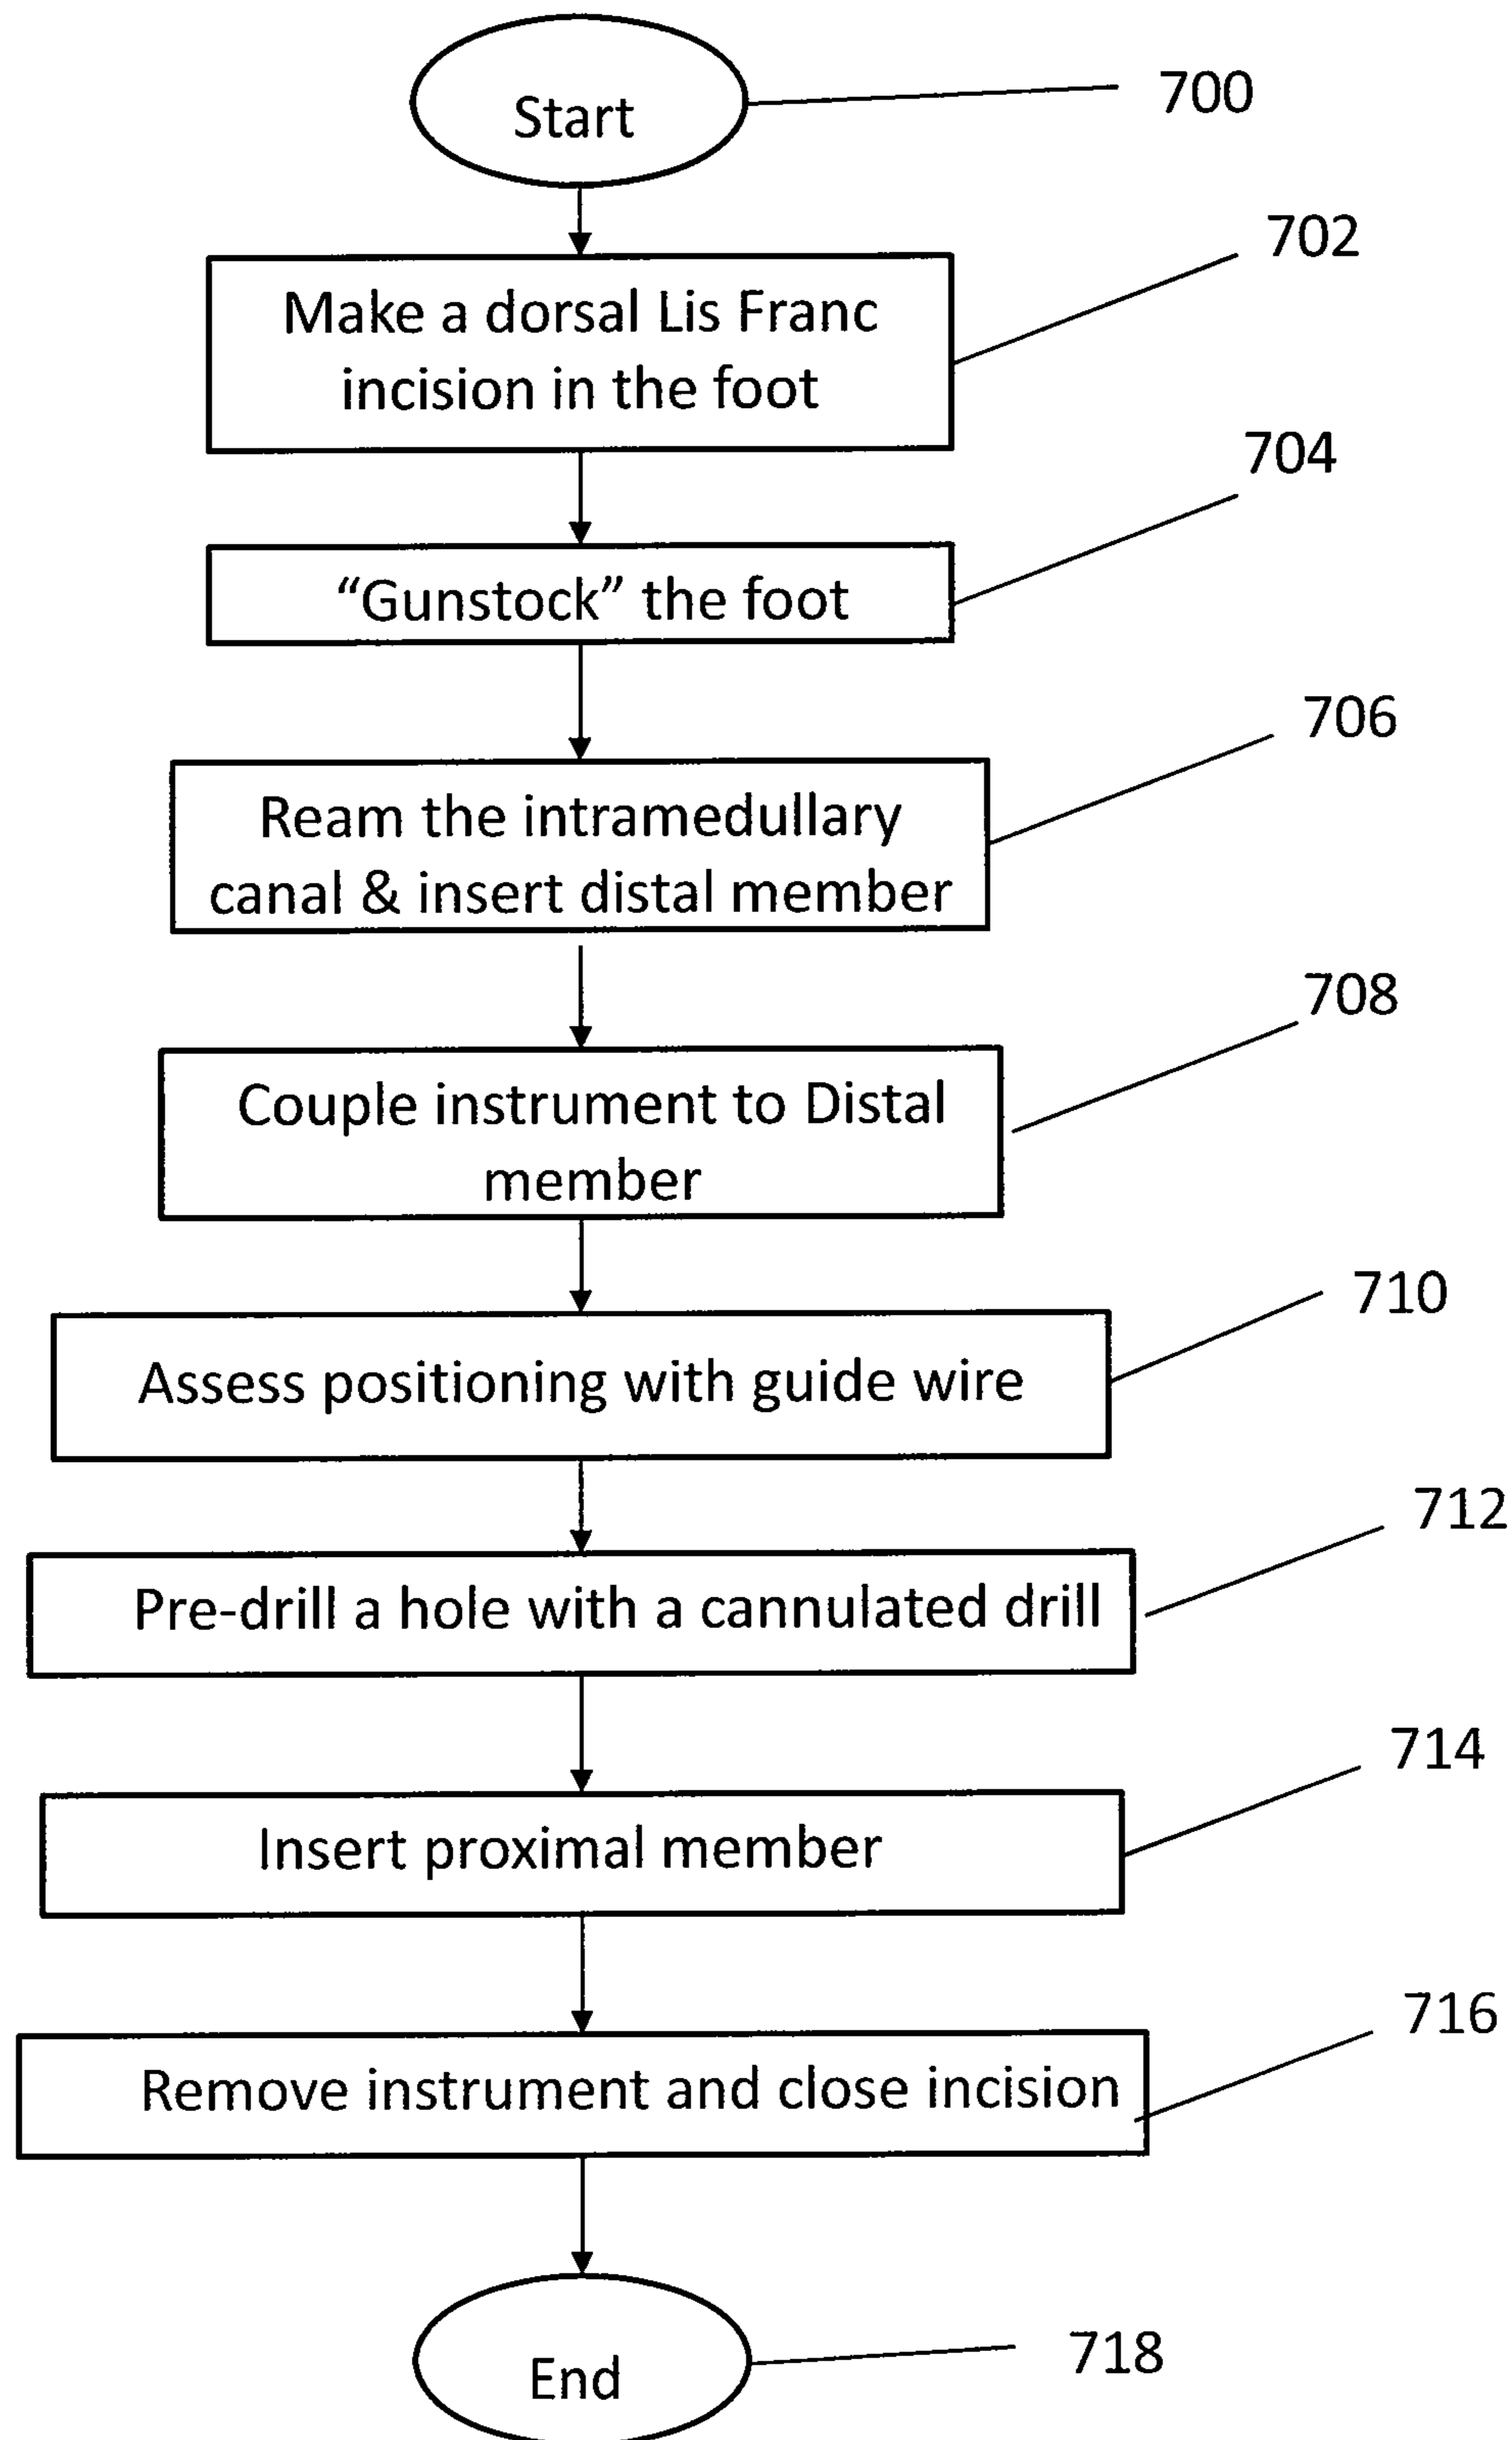 Start
700
702
Make a dorsal Lis Franc
incision in the foot
704
“Gunstock” the foot
706
Ream the intramedullary
canal & insert distal member
708
Couple instrument to Distal
member
710
Assess positioning with guide wire
712
Pre-drill a hole with a cannulated drill
714
Insert proximal member
716
Remove instrument and close incision
718
End